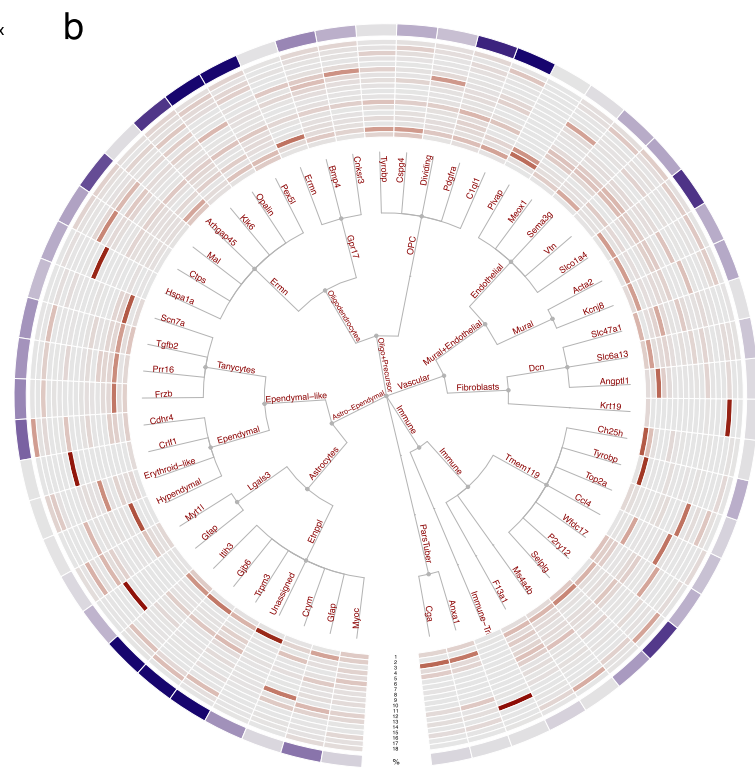 x
b
Tyrobp
Cspg4
Dividing
Pdgfra
C1ql1
Plvap
Meox1
Sema3g
Vtn
Slco1a4
Acta2
Kcnj8
Slc47a1
Slc6a13
Angptl1
Krt19
Ch25h
Tyrobp
Top2a
Ccl4
Wfdc17
P2ry12
Selplg
Ms4a4b
F13a1
Immune-Tr
Anxa1
Cga
Myoc
Gfap
Crym
Unassigned
Trpm3
Gjb6
Itih3
Gfap
Myt1l
Hypendymal
Erythroid-like
Crlf1
Cdhr4
Frzb
Prr16
Tgfb2
Scn7a
Hspa1a
Ctps
Mal
Arhgap45
Klk6
Opalin
Pex5l
Ermn
Bmp4
Cnksr3
OPC
Gpr17
Ermn
Oligodendrocytes
Oligo+Precursor
Endothelial
Mural
Mural+Endothelial
Vascular
Fibroblasts
Dcn
Tanycytes
Ependymal-like
Ependymal
Astro-Ependymal
Astrocytes
Lgals3
Etnppl
Immune
Immune
Tmem119
ParsTuber
1
2
3
4
5
6
7
8
9
10
11
12
13
14
15
16
17
18
%